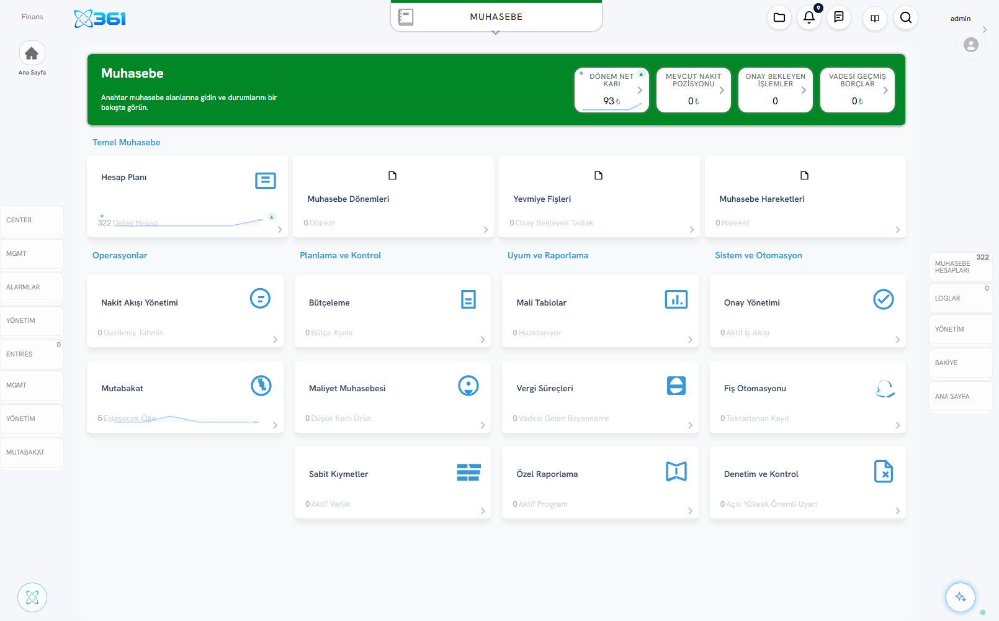 Finans
361
MUHASEBE
9
admin
Ana Sayfa
Muhasebe
Anahtar muhasebe alanlarına gidin ve durumlarını bir
bakışta görün.
DÖNEM NET
KARI
93 ₺
MEVCUT NAKİT
POZİSYONU
0 ₺
ONAY BEKLEYEN
İŞLEMLER
0
VADESİ GEÇMİŞ
BORÇLAR
0 ₺
Temel Muhasebe
Hesap Planı
322 Detay Hesap
Muhasebe Dönemleri
0 Dönem
Yevmiye Fişleri
0 Onay Bekleyen Taslak
Muhasebe Hareketleri
0 Hareket
Operasyonlar
Planlama ve Kontrol
Uyum ve Raporlama
Sistem ve Otomasyon
Nakit Akışı Yönetimi
0 Gecikmiş Tahmin
Bütçeleme
0 Bütçe Aşımı
Mali Tablolar
0 Hazırlanıyor
Onay Yönetimi
0 Aktif İş Akışı
Mutabakat
5 Eşleşecek Öğe
Maliyet Muhasebesi
0 Düşük Karlı Ürün
Vergi Süreçleri
0 Vadesi Gelen Beyanname
Fiş Otomasyonu
0 Tekrarlanan Kayıt
Sabit Kıymetler
0 Aktif Varlık
Özel Raporlama
0 Aktif Program
Denetim ve Kontrol
0 Açık Yüksek Önemli Uyarı
CENTER
MGMT
ALARMLAR
YÖNETİM
0
ENTRİES
MGMT
YÖNETİM
MUTABAKAT
322
MUHASEBE
HESAPLARI
0
LOGLAR
YÖNETİM
BAKİYE
ANA SAYFA